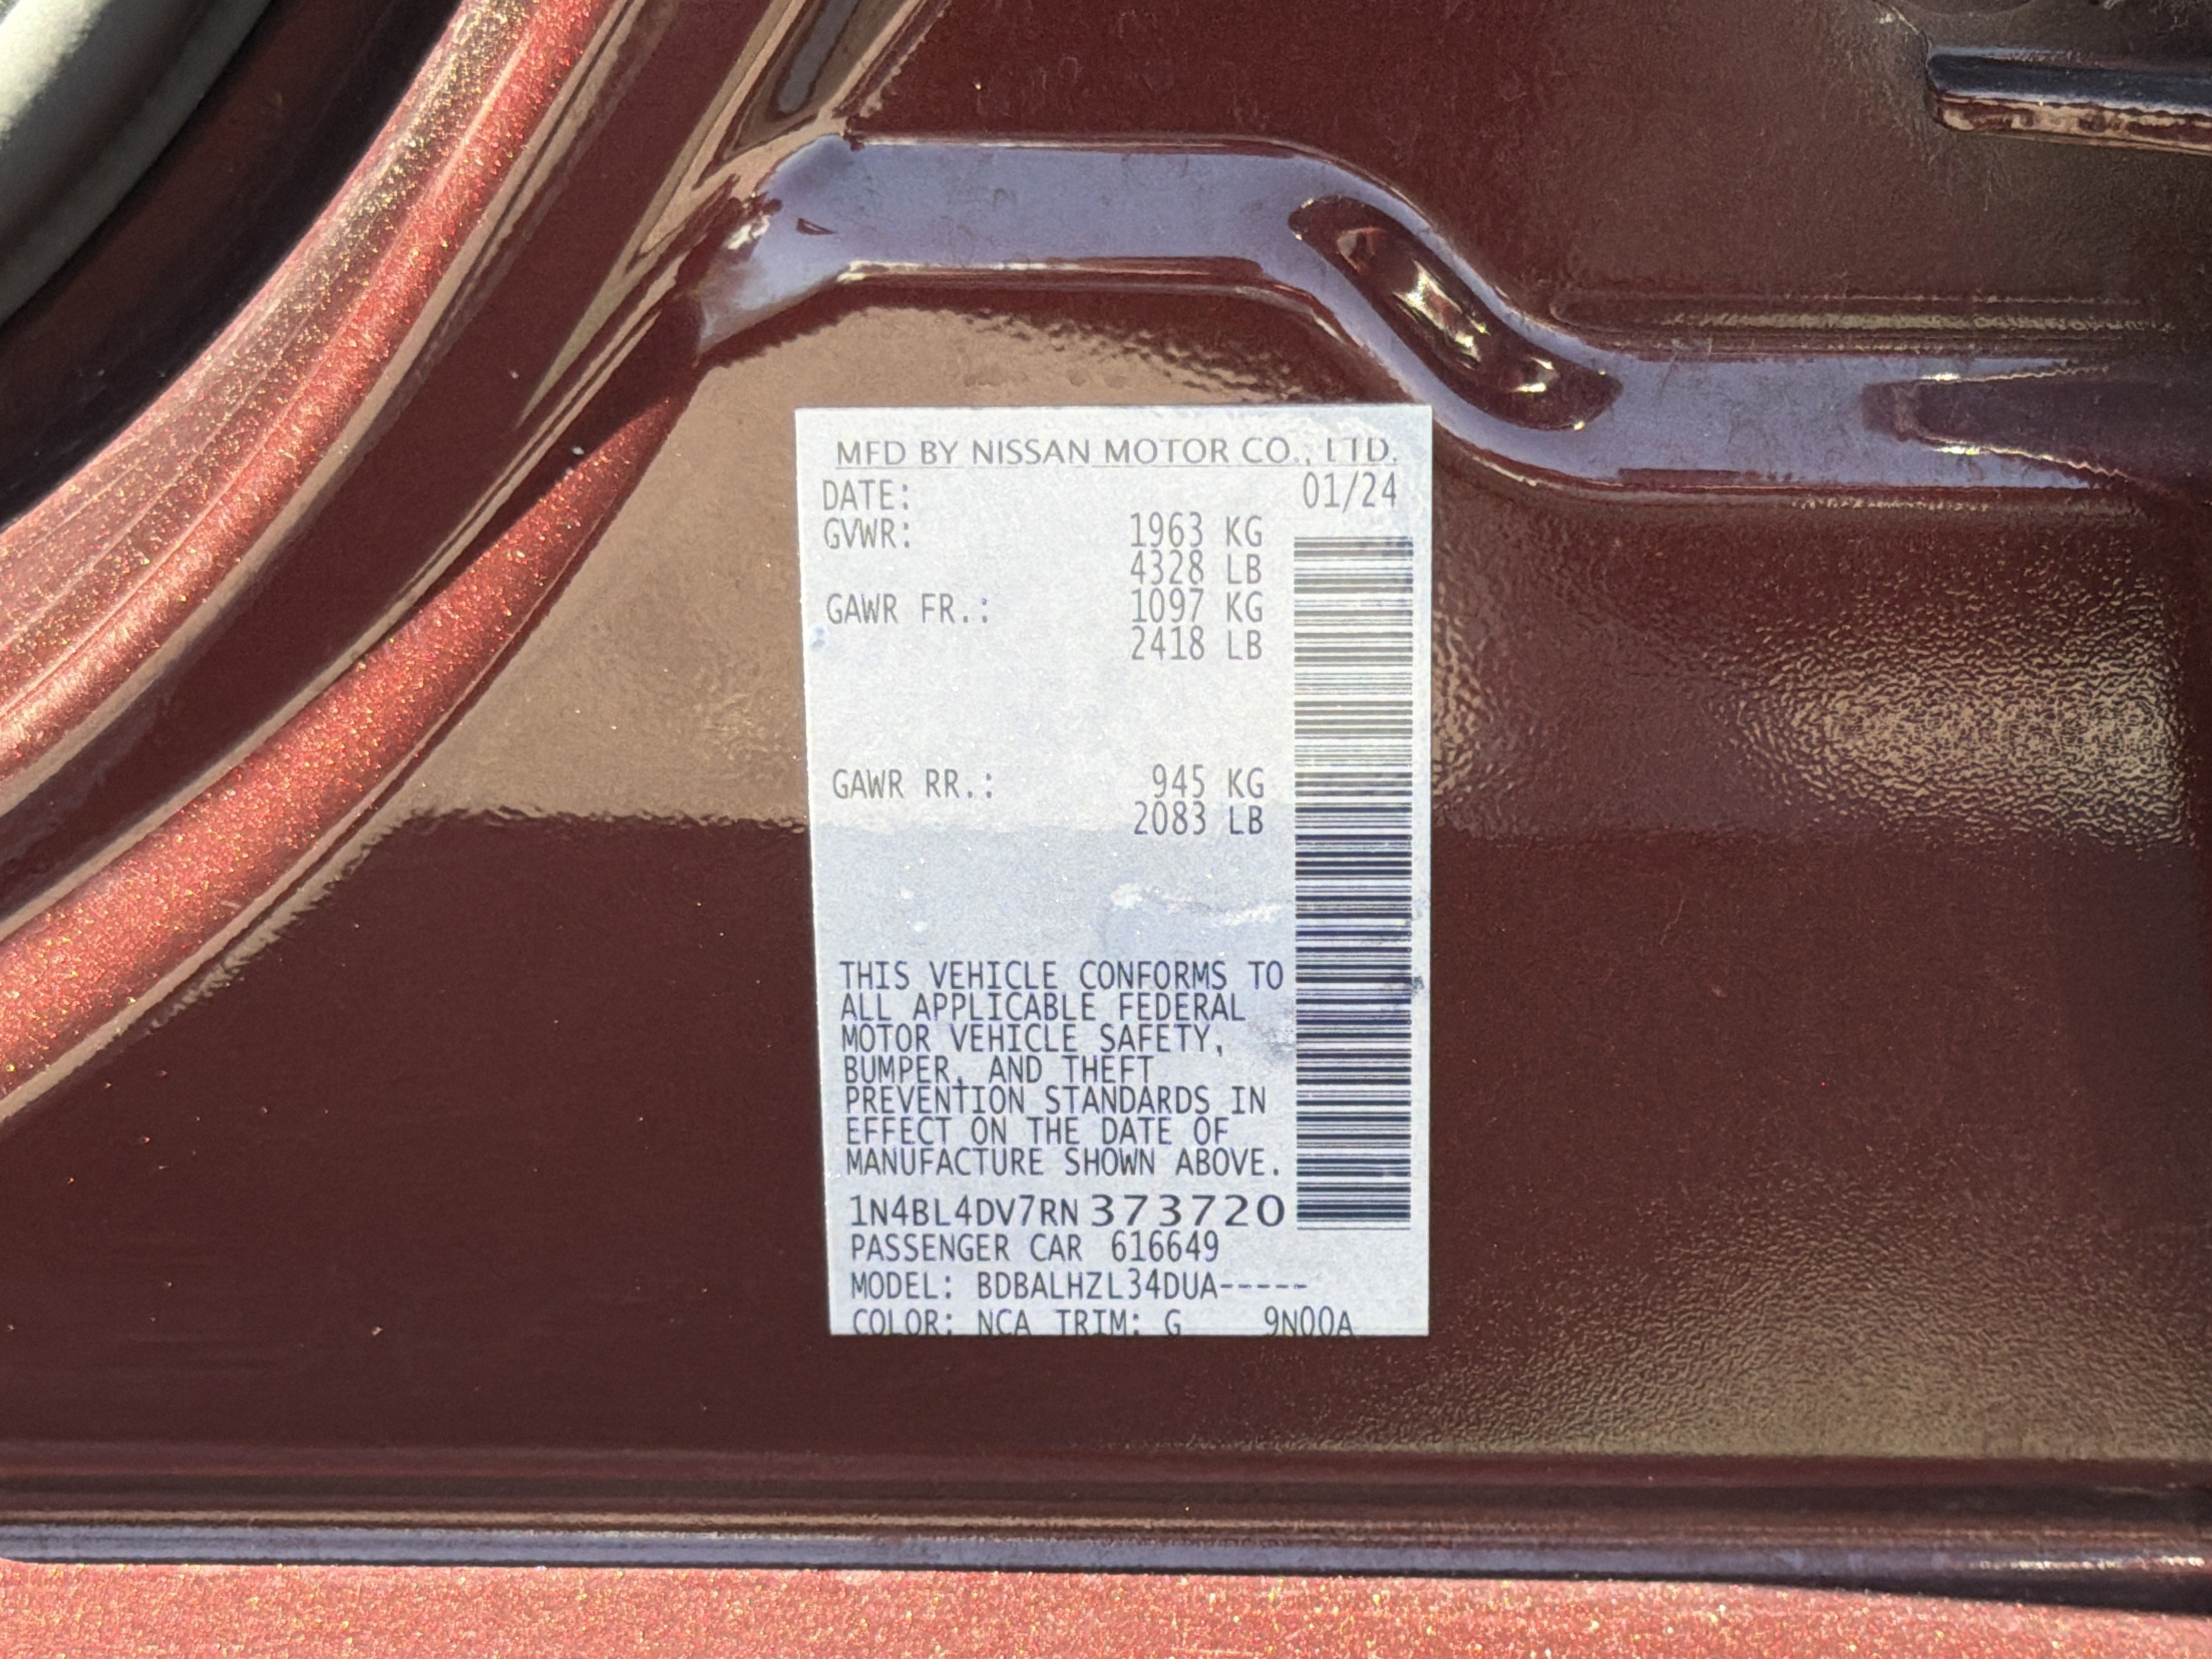 MFD BY NISSAN MOTOR CO., LTD.
DATE: 01/24
GVWR: 1963 KG
4328 LB
GAWR FR.: 1097 KG
2418 LB
GAWR RR.: 945 KG
2083 LB
THIS VEHICLE CONFORMS TO
ALL APPLICABLE FEDERAL
MOTOR VEHICLE SAFETY,
BUMPER, AND THEFT
PREVENTION STANDARDS IN
EFFECT ON THE DATE OF
MANUFACTURE SHOWN ABOVE.
1N4BL4DV7RN373720
PASSENGER CAR 616649
MODEL: BDBALHZL34DUA-----
COLOR: NCA TRIM: G 9N00A